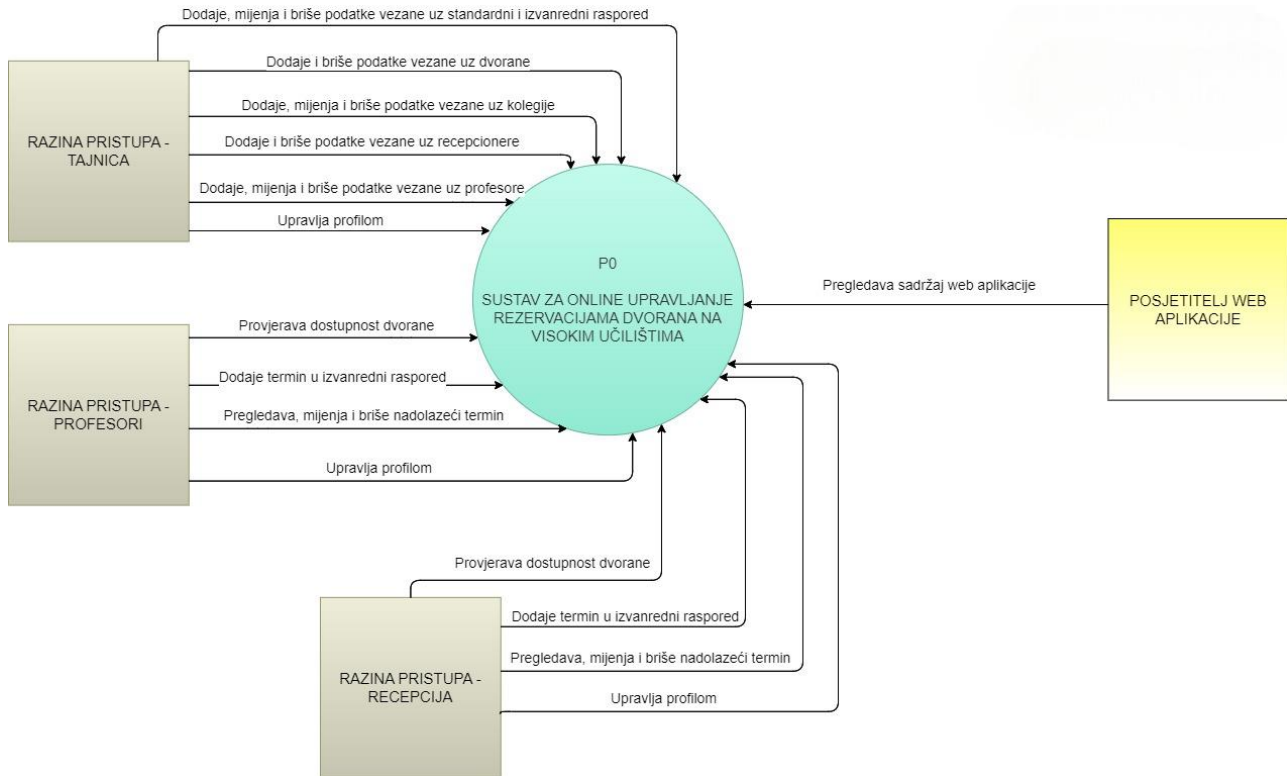 Dodaje, mijenja i briše podatke vezane uz standardni i izvanredni raspored
Dodaje i briše podatke vezane uz dvorane
Dodaje, mijenja i briše podatke vezane uz kolegije
RAZINA PRISTUPA -
TAJNICA
Dodaje i briše podatke vezane uz recepcionere
Dodaje, mijenja i briše podatke vezane uz profesore
Upravlja profilom
P0
SUSTAV ZA ONLINE UPRAVLJANJE
REZERVACIJAMA DVORANA NA
VISOKIM UČILIŠTIMA
Pregledava sadržaj web aplikacije
POSJETITELJ WEB
APLIKACIJE
Provjerava dostupnost dvorane
Dodaje termin u izvanredni raspored
RAZINA PRISTUPA -
PROFESORI
Pregledava, mijenja i briše nadolazeći termin
Upravlja profilom
Provjerava dostupnost dvorane
Dodaje termin u izvanredni raspored
Pregledava, mijenja i briše nadolazeći termin
RAZINA PRISTUPA -
RECEPCIJA
Upravlja profilom